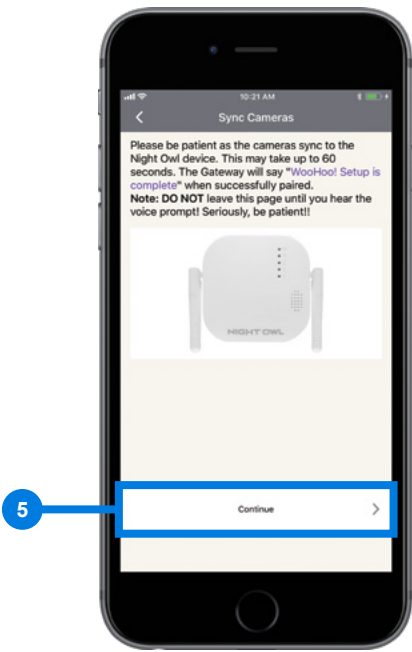 10:21 AM
Sync Cameras
Please be patient as the cameras sync to the
Night Owl device. This may take up to 60
seconds. The Gateway will say "WooHoo! Setup is
complete" when successfully paired.
Note: DO NOT leave this page until you hear the
voice prompt! Seriously, be patient!!
NIGHT OWL
5
Continue